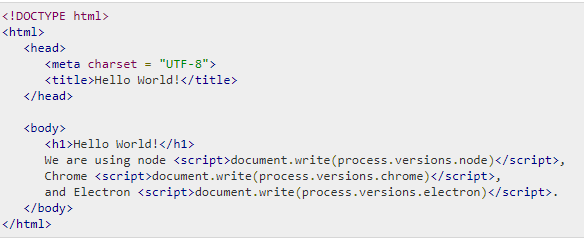 <!DOCTYPE html>
<html>
<head>
<meta charset = "UTF-8">
<title>Hello World!</title>
</head>
<body>
<h1>Hello World!</h1>
We are using node <script>document.write(process.versions.node)</script>,
Chrome <script>document.write(process.versions.chrome)</script>,
and Electron <script>document.write(process.versions.electron)</script>.
</body>
</html>